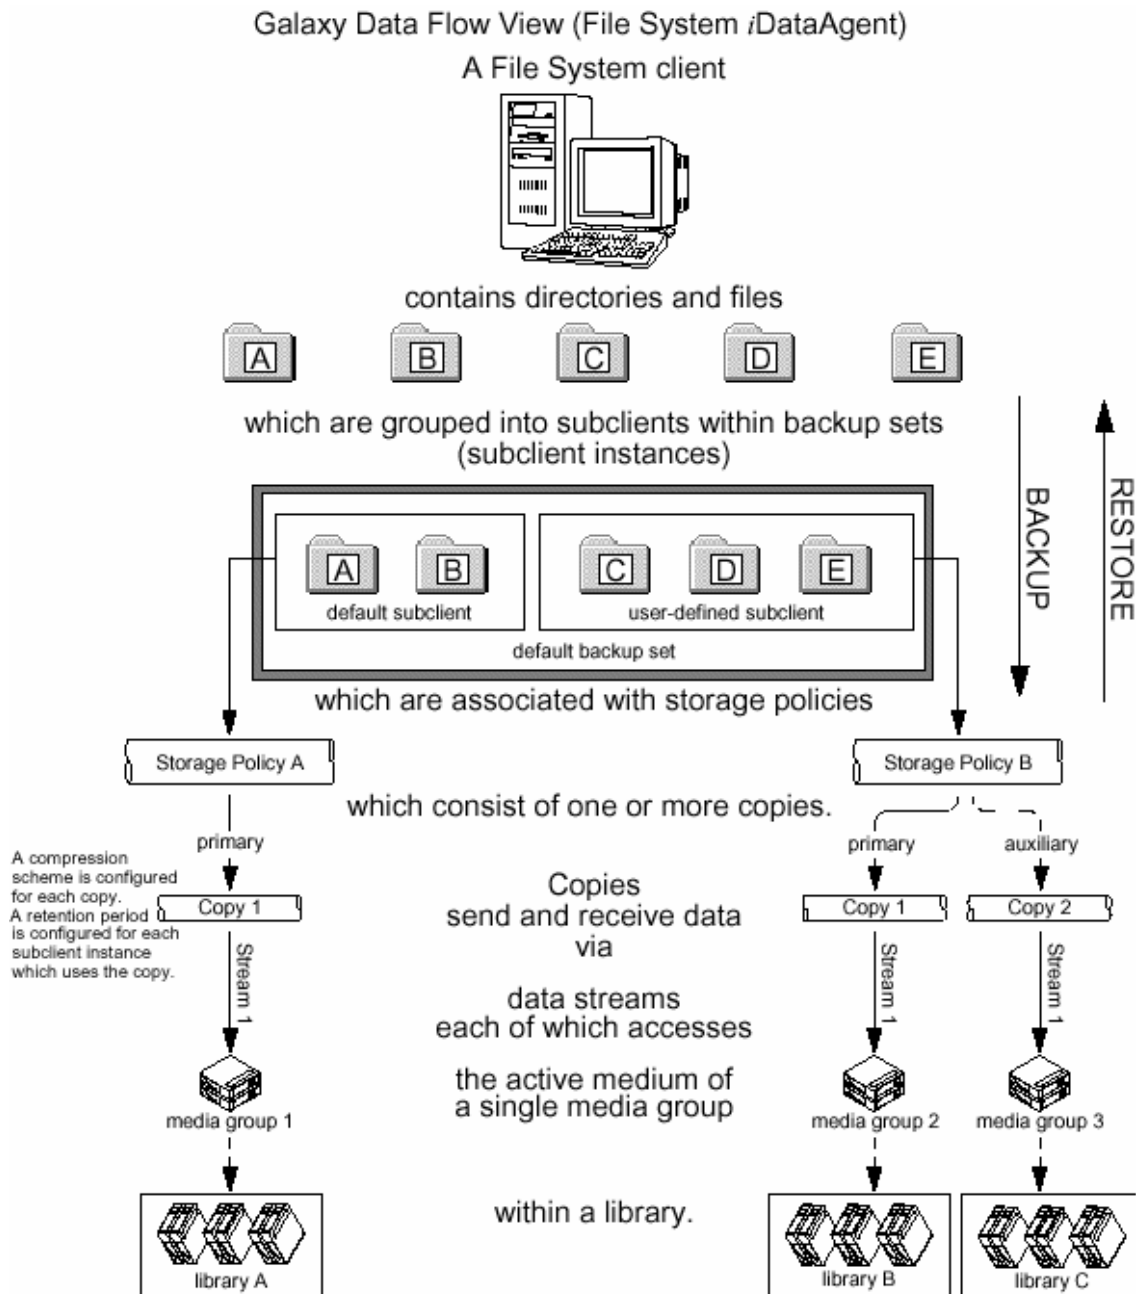 Galaxy Data Flow View (File System iDataAgent)
A File System client
contains directories and files
A
B
C
D
E
which are grouped into subclients within backup sets
(subclient instances)
BACKUP
RESTORE
A
B
default subclient
C
D
E
user-defined subclient
default backup set
which are associated with storage policies
Storage Policy A
Storage Policy B
which consist of one or more copies.
primary
primary
auxiliary
A compression
scheme is configured
for each copy.
A retention period
is configured for each
subclient instance
which uses the copy.
Copy 1
Copies
send and receive data
via
Copy 1
Copy 2
Stream 1
Stream 1
Stream 1
data streams
each of which accesses
the active medium of
a single media group
media group 1
media group 2
media group 3
within a library.
library A
library B
library C